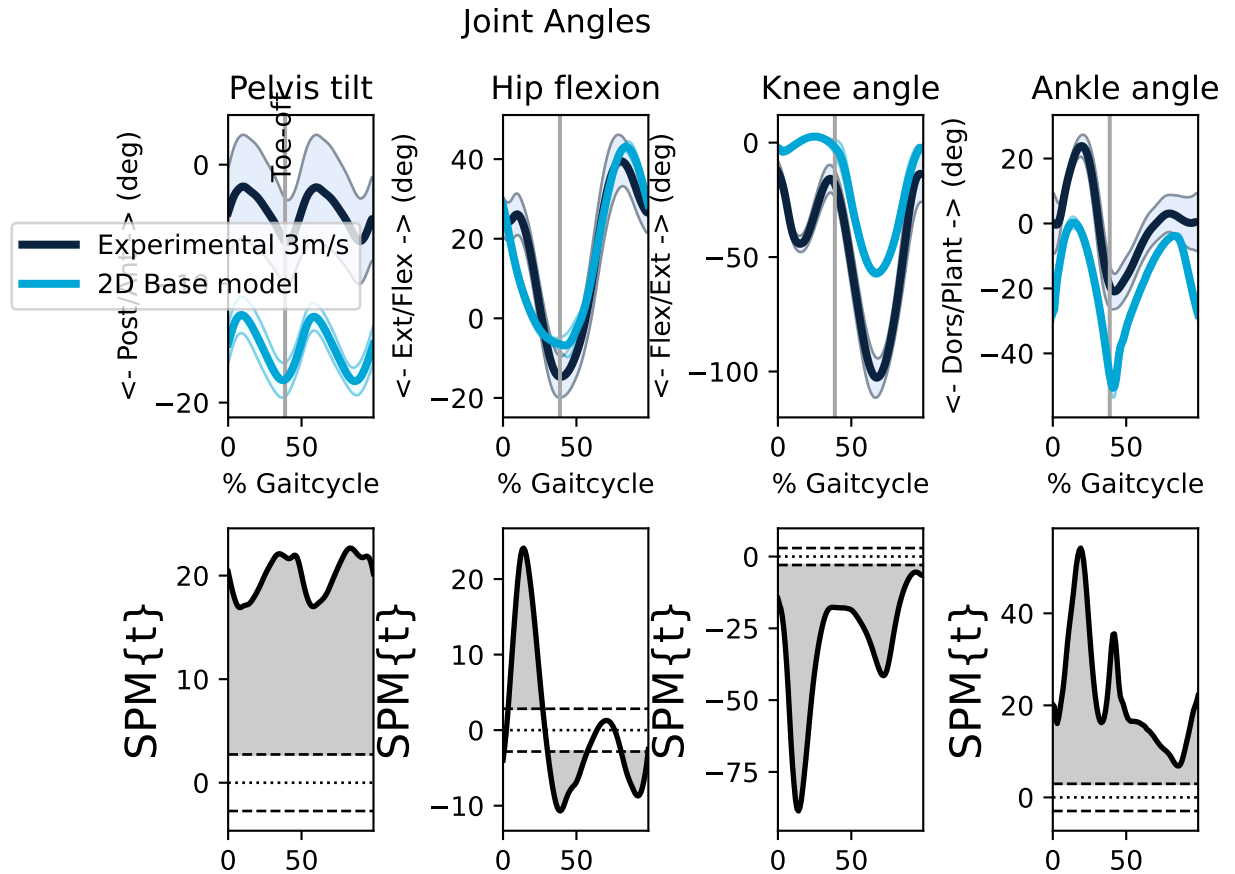 Joint Angles
Pelvis tilt
Hip flexion
Knee angle
Ankle angle
Toe-off
<- Post/Ant -> (deg)
0
−10
−20
0
50
% Gaitcycle
<- Ext/Flex -> (deg)
40
20
0
−20
0
50
% Gaitcycle
<- Flex/Ext -> (deg)
0
−50
−100
0
50
% Gaitcycle
<- Dors/Plant -> (deg)
20
0
−20
−40
0
50
% Gaitcycle
Experimental 3m/s
2D Base model
SPM{t}
20
10
0
0
50
SPM{t}
20
10
0
−10
0
50
SPM{t}
0
−25
−50
−75
0
50
SPM{t}
40
20
0
0
50